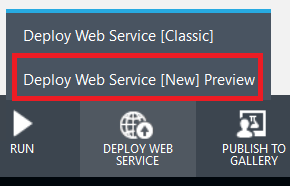 Deploy Web Service [Classic]
Deploy Web Service [New] Preview
RUN
DEPLOY WEB
SERVICE
PUBLISH TO
GALLERY